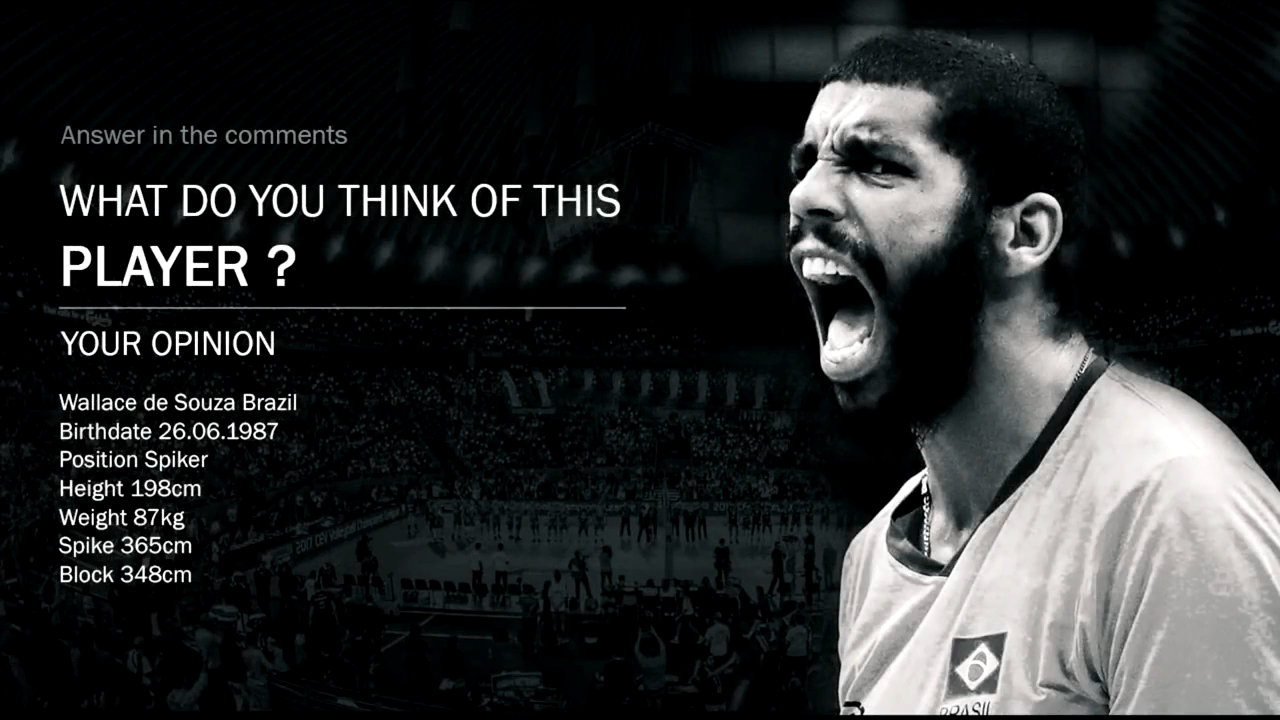 Answer in the comments
WHAT DO YOU THINK OF THIS
PLAYER ?
YOUR OPINION
Wallace de Souza Brazil
Birthdate 26.06.1987
Position Spiker
Height 198cm
Weight 87kg
Spike 365cm
Block 348cm
BRASIL